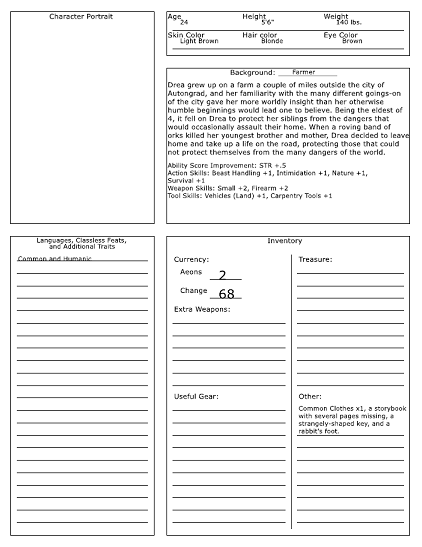 Character Portrait
Age Height Weight
24 5'6" 140 lbs.
Skin Color Hair color Eye Color
Light Brown Blonde Brown
Background: Farmer
Drea grew up on a farm a couple of miles outside the city of
Autongrad, and her familiarity with the many different goings-on
of the city gave her more worldly insight than her otherwise
humble beginnings would lead one to believe. Being the eldest of
4, it fell on Drea to protect her siblings from the dangers that
would occasionally assault their home. When a roving band of
orks killed her youngest brother and mother, Drea decided to leave
home and take up a life on the road, protecting those that could
not protect themselves from the many dangers of the world.
Ability Score Improvement: STR +.5
Action Skills: Beast Handling +1, Intimidation +1, Nature +1,
Survival +1
Weapon Skills: Small +2, Firearm +2
Tool Skills: Vehicles (Land) +1, Carpentry Tools +1
Languages, Classless Feats,
and Additional Traits
Common and Humanic
Inventory
Currency:
Aeons 2
Change 68
Extra Weapons:
Useful Gear:
Treasure:
Other:
Common Clothes x1, a storybook
with several pages missing, a
strangely-shaped key, and a
rabbit's foot.